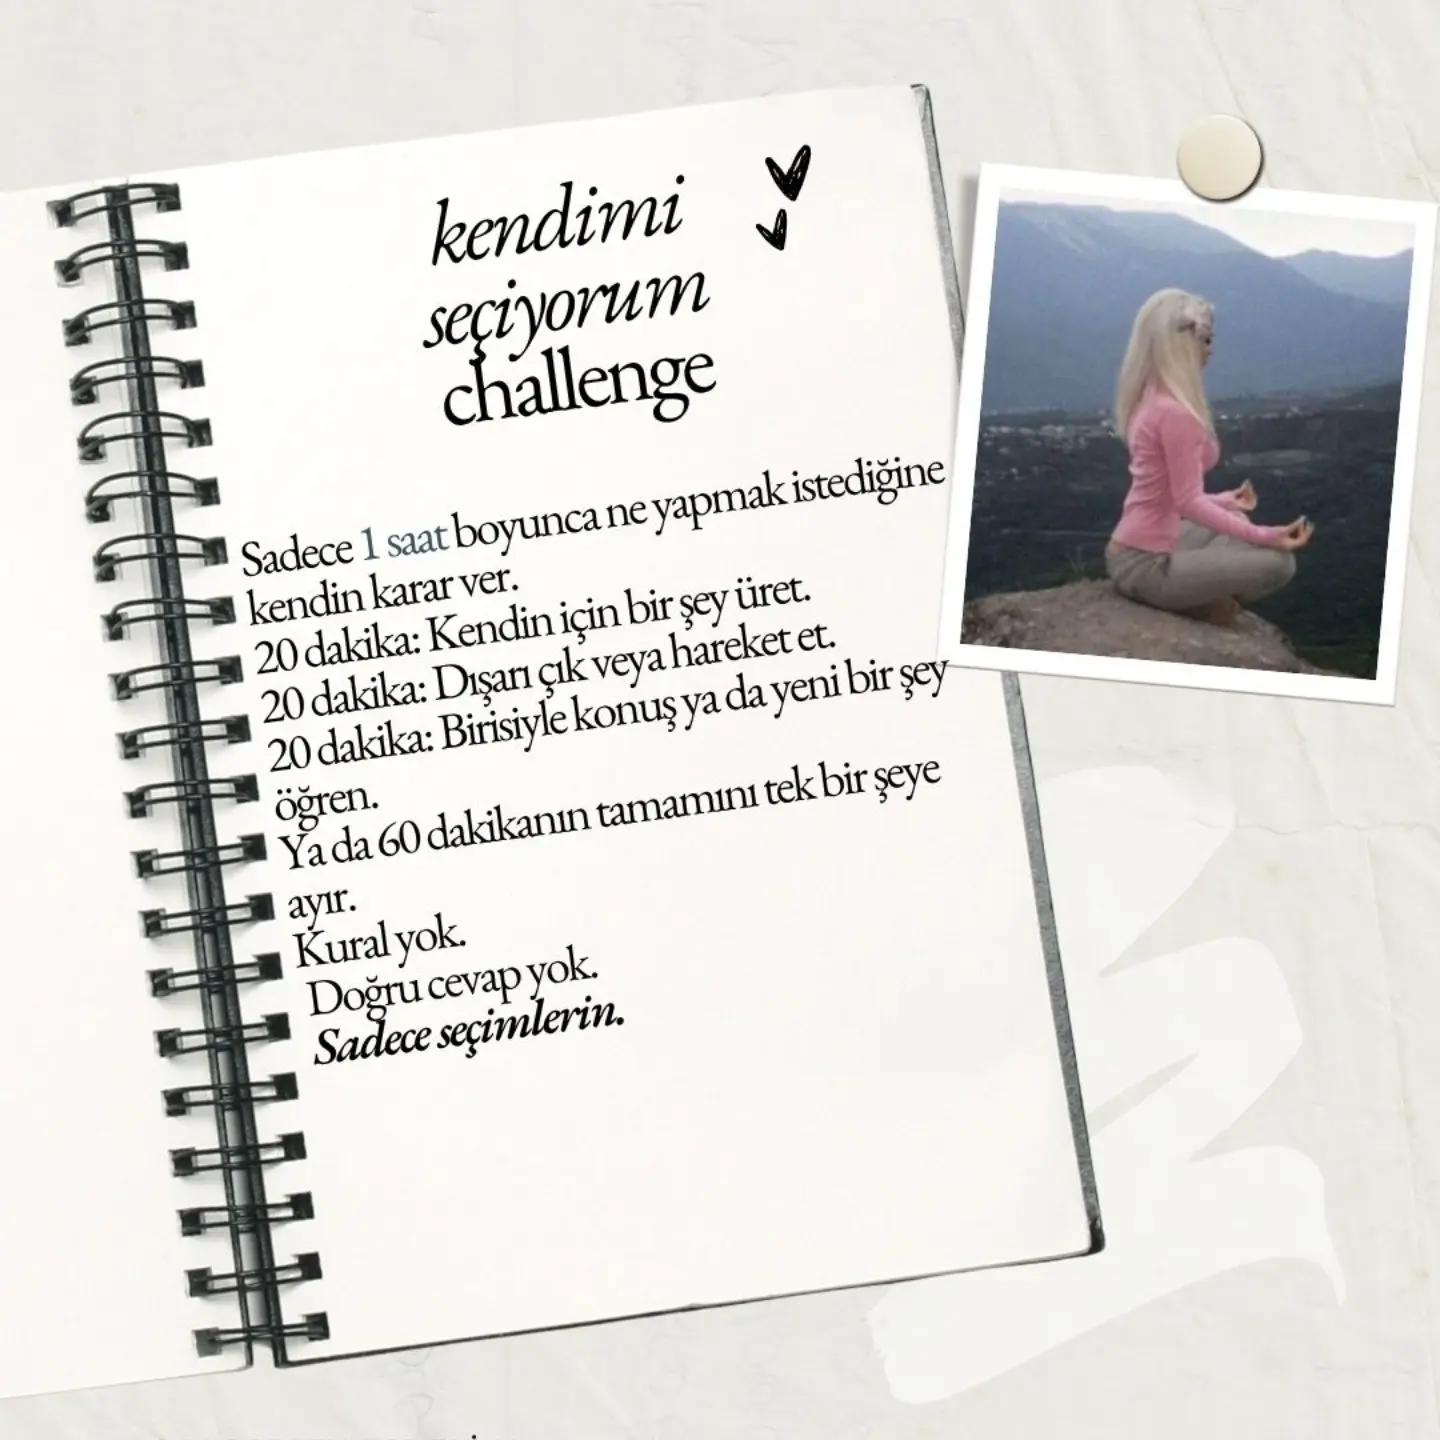 kendimi
seçiyorum
challenge
Sadece 1 saat boyunca ne yapmak istediğine
kendin karar ver.
20 dakika: Kendin için bir şey üret.
20 dakika: Dışarı çık veya hareket et.
20 dakika: Birisiyle konuş ya da yeni bir şey
öğren.
Ya da 60 dakikanın tamamını tek bir şeye
ayır.
Kural yok.
Doğru cevap yok.
Sadece seçimlerin.